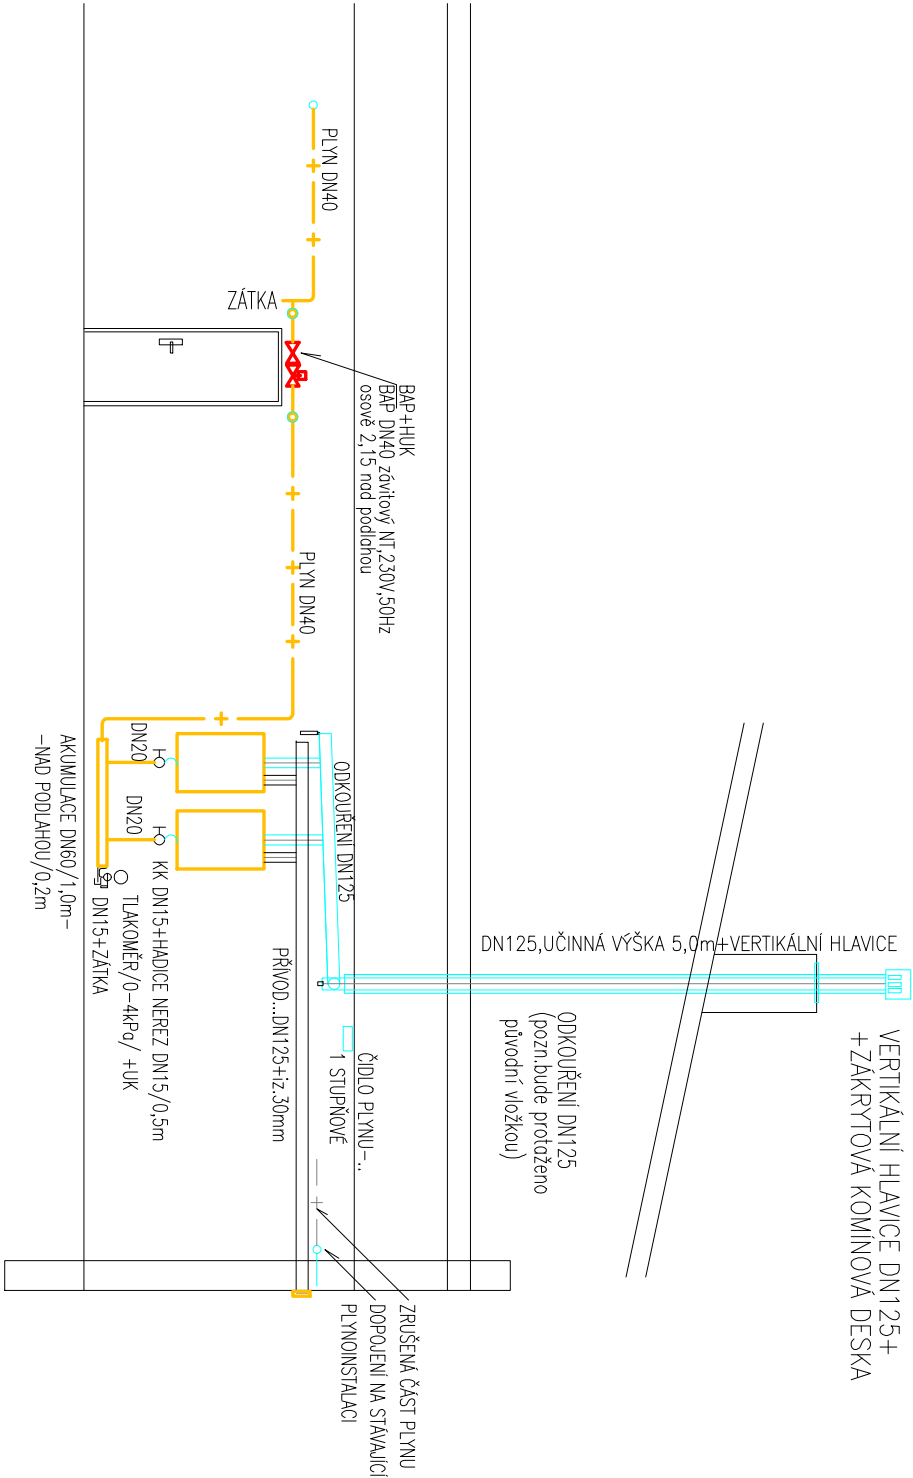 PLYN DN40
ZÁTKA
BAP+HUK
BAP DN40 závitový NT,230V,50Hz
osově 2,15 nad podlahou
PLYN DN40
DN20
DN20
AKUMULACE DN60/1,0m-
-NAD PODLAHOU/0,2m
KK DN15+HADICE NEREZ DN15/0,5m
TLAKOMĚR/0-4kPa/ +UK
DN15+ZÁTKA
ODKOUŘENÍ DN125
PŘÍVOD...DN125+iz.30mm
ČIDLO PLYNU-..
1 STUPŇOVÉ
DN125,UČINNÁ VÝŠKA 5,0m+VERTIKÁLNÍ HLAVICE
ODKOUŘENÍ DN125
(pozn.bude protaženo
původní vložkou)
VERTIKÁLNÍ HLAVICE DN125+
+ZÁKRYTOVÁ KOMÍNOVÁ DESKA
ZRUŠENÁ ČÁST PLYNU
DOPOJENÍ NA STÁVAJÍCÍ
PLYNOINSTALACI